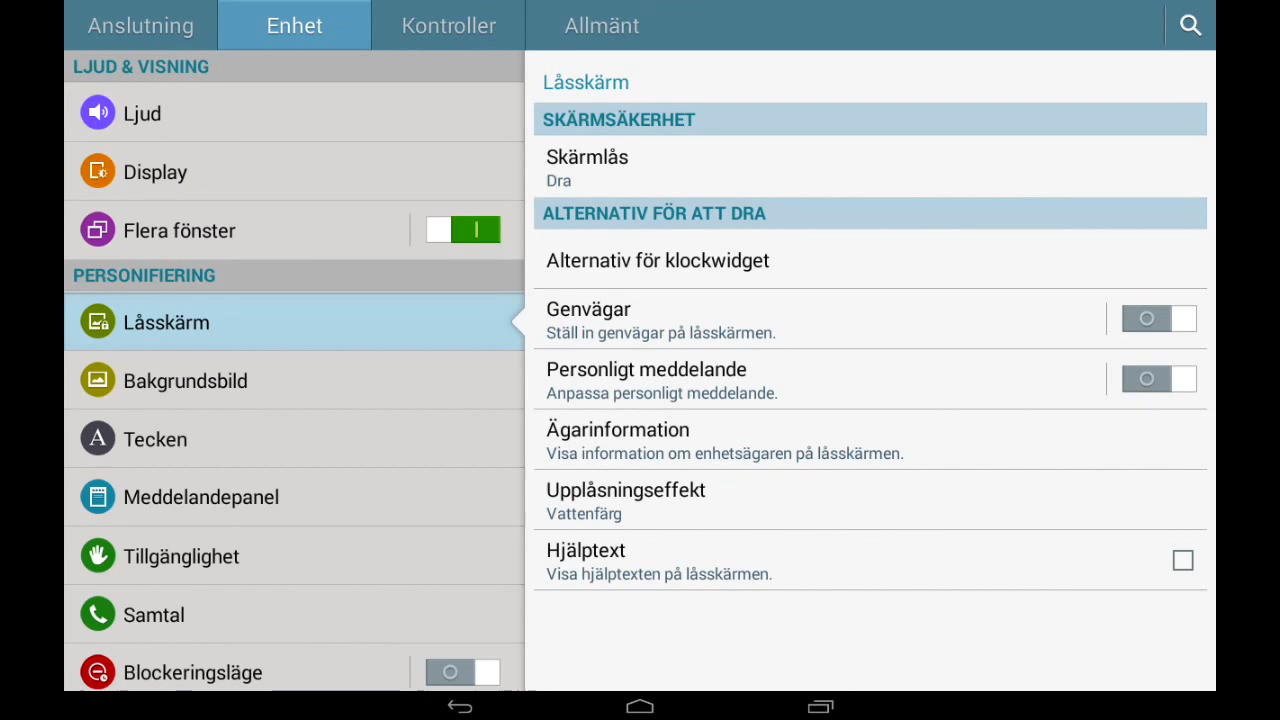 Anslutning
Enhet
Kontroller
Allmänt
LJUD & VISNING
Ljud
Display
Flera fönster
PERSONIFIERING
Låsskärm
Bakgrundsbild
A
Tecken
Meddelandepanel
Tillgänglighet
Samtal
Blockeringsläge
Låsskärm
SKÄRMSÄKERHET
Skärmlås
Dra
ALTERNATIV FÖR ATT DRA
Alternativ för klockwidget
Genvägar
Ställ in genvägar på låsskärmen.
Personligt meddelande
Anpassa personligt meddelande.
Ägarinformation
Visa information om enhetsägaren på låsskärmen.
Upplåsningseffekt
Vattenfärg
Hjälptext
Visa hjälptexten på låsskärmen.